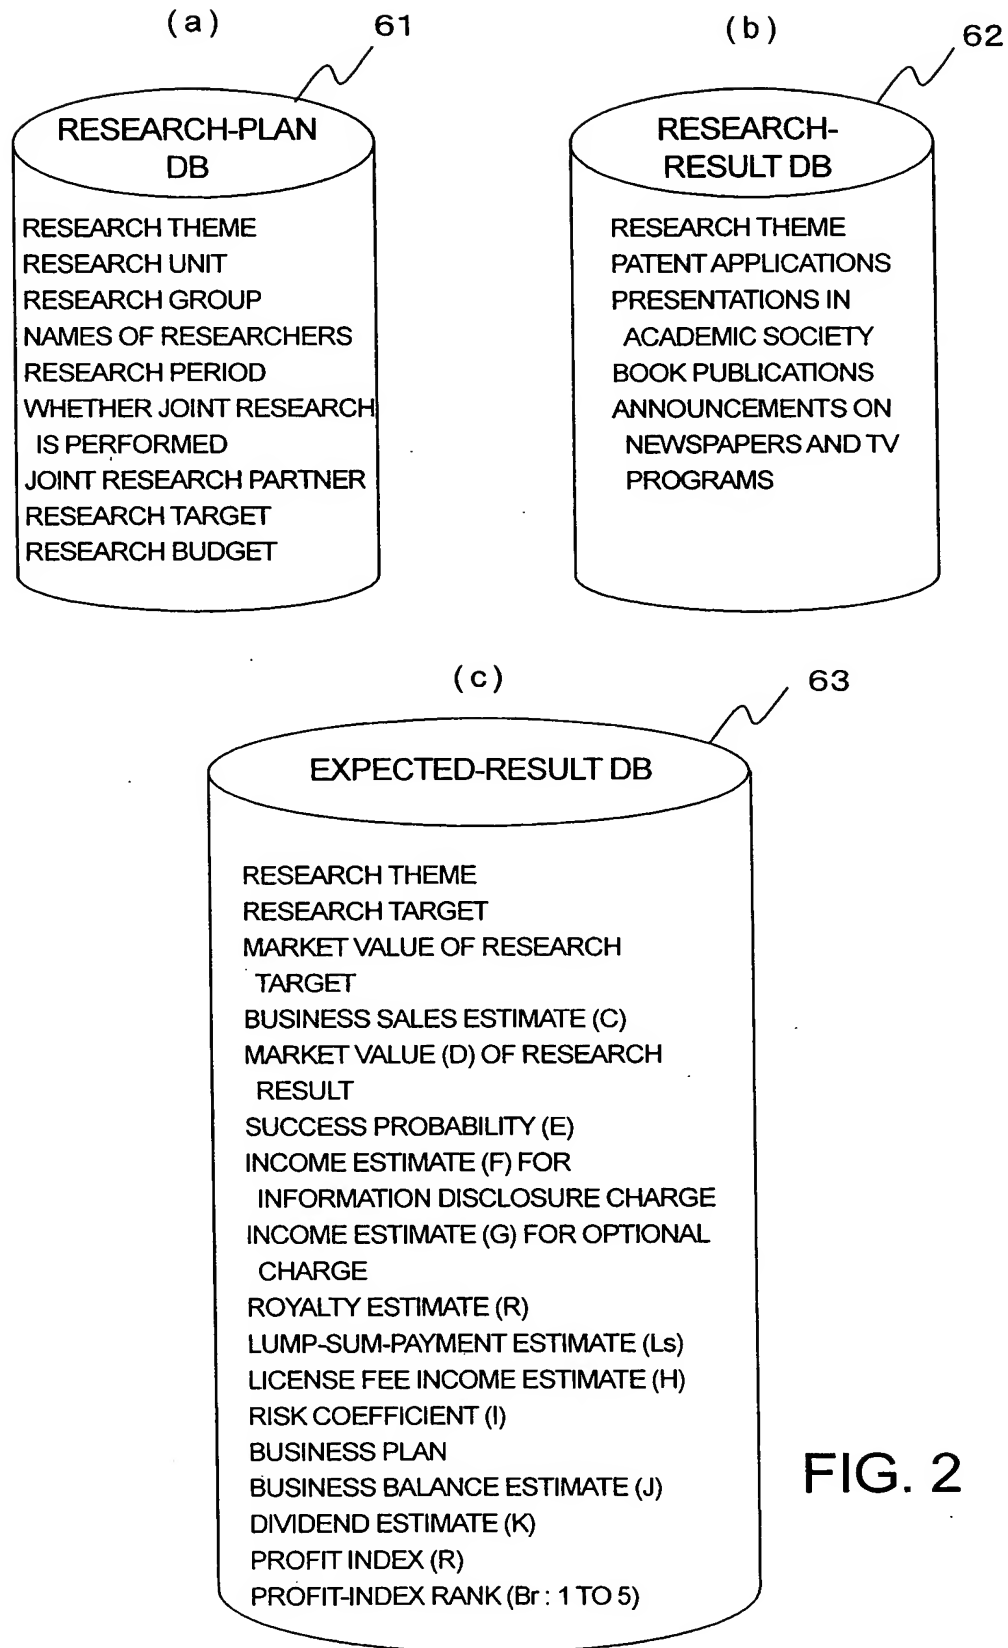 (a)
61
RESEARCH-PLAN
DB
RESEARCH THEME
RESEARCH UNIT
RESEARCH GROUP
NAMES OF RESEARCHERS
RESEARCH PERIOD
WHETHER JOINT RESEARCH
IS PERFORMED
JOINT RESEARCH PARTNER
RESEARCH TARGET
RESEARCH BUDGET
(b)
62
RESEARCH-
RESULT DB
RESEARCH THEME
PATENT APPLICATIONS
PRESENTATIONS IN
ACADEMIC SOCIETY
BOOK PUBLICATIONS
ANNOUNCEMENTS ON
NEWSPAPERS AND TV
PROGRAMS
(c)
63
EXPECTED-RESULT DB
RESEARCH THEME
RESEARCH TARGET
MARKET VALUE OF RESEARCH
TARGET
BUSINESS SALES ESTIMATE (C)
MARKET VALUE (D) OF RESEARCH
RESULT
SUCCESS PROBABILITY (E)
INCOME ESTIMATE (F) FOR
INFORMATION DISCLOSURE CHARGE
INCOME ESTIMATE (G) FOR OPTIONAL
CHARGE
ROYALTY ESTIMATE (R)
LUMP-SUM-PAYMENT ESTIMATE (Ls)
LICENSE FEE INCOME ESTIMATE (H)
RISK COEFFICIENT (I)
BUSINESS PLAN
BUSINESS BALANCE ESTIMATE (J)
DIVIDEND ESTIMATE (K)
PROFIT INDEX (R)
PROFIT-INDEX RANK (Br : 1 TO 5)
FIG. 2